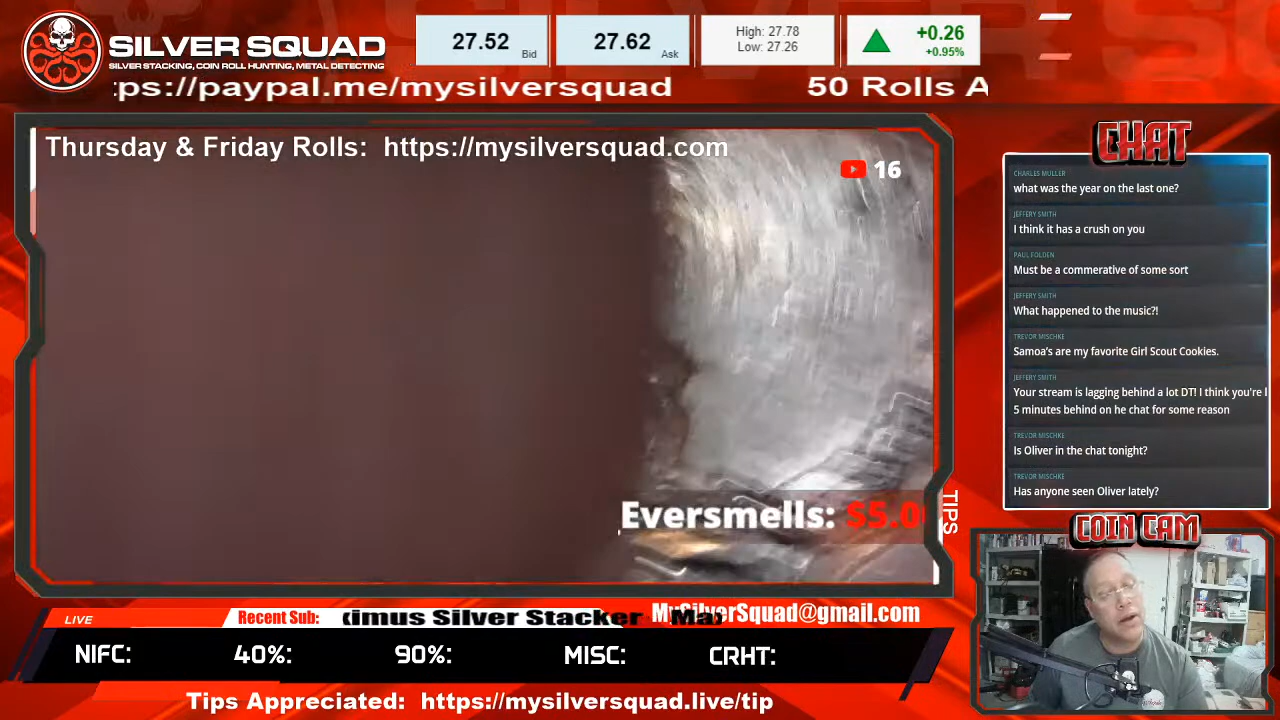 SILVER SQUAD
SILVER STACKING, COIN ROLL HUNTING, METAL DETECTING
27.52 Bid
27.62 Ask
High: 27.78
Low: 27.26
+0.26
+0.95%
ps://paypal.me/mysilversquad 50 Rolls A
Thursday & Friday Rolls: https://mysilversquad.com
16
CHAT
CHARLES MULLER
what was the year on the last one?
JEFFERY SMITH
I think it has a crush on you
PAUL FOLDEN
Must be a commerative of some sort
JEFFERY SMITH
What happened to the music?!
TREVOR MISCHKE
Samoa's are my favorite Girl Scout Cookies.
JEFFERY SMITH
Your stream is lagging behind a lot DT! I think you're l
5 minutes behind on he chat for some reason
TREVOR MISCHKE
Is Oliver in the chat tonight?
TREVOR MISCHKE
Has anyone seen Oliver lately?
Eversmells: $5.0
TIPS
COIN CAM
LIVE
Recent Sub: ximus Silver Stacker Ma
MySilverSquad@gmail.com
NIFC: 40%: 90%: MISC: CRHT:
Tips Appreciated: https://mysilversquad.live/tip